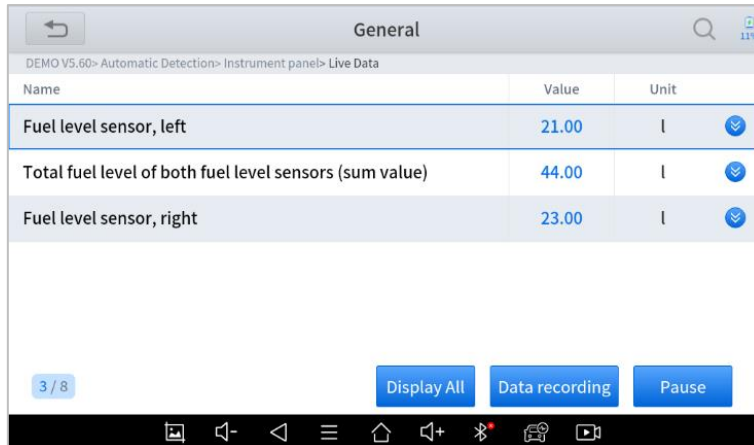 General
11%
DEMO V5.60> Automatic Detection> Instrument panel> Live Data
Name Value Unit
Fuel level sensor, left 21.00 l
Total fuel level of both fuel level sensors (sum value) 44.00 l
Fuel level sensor, right 23.00 l
3 / 8 Display All Data recording Pause